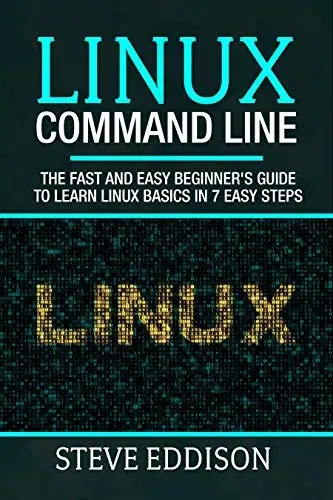 LINUX
COMMAND LINE
THE FAST AND EASY BEGINNER'S GUIDE
TO LEARN LINUX BASICS IN 7 EASY STEPS
LINUX
STEVE EDDISON